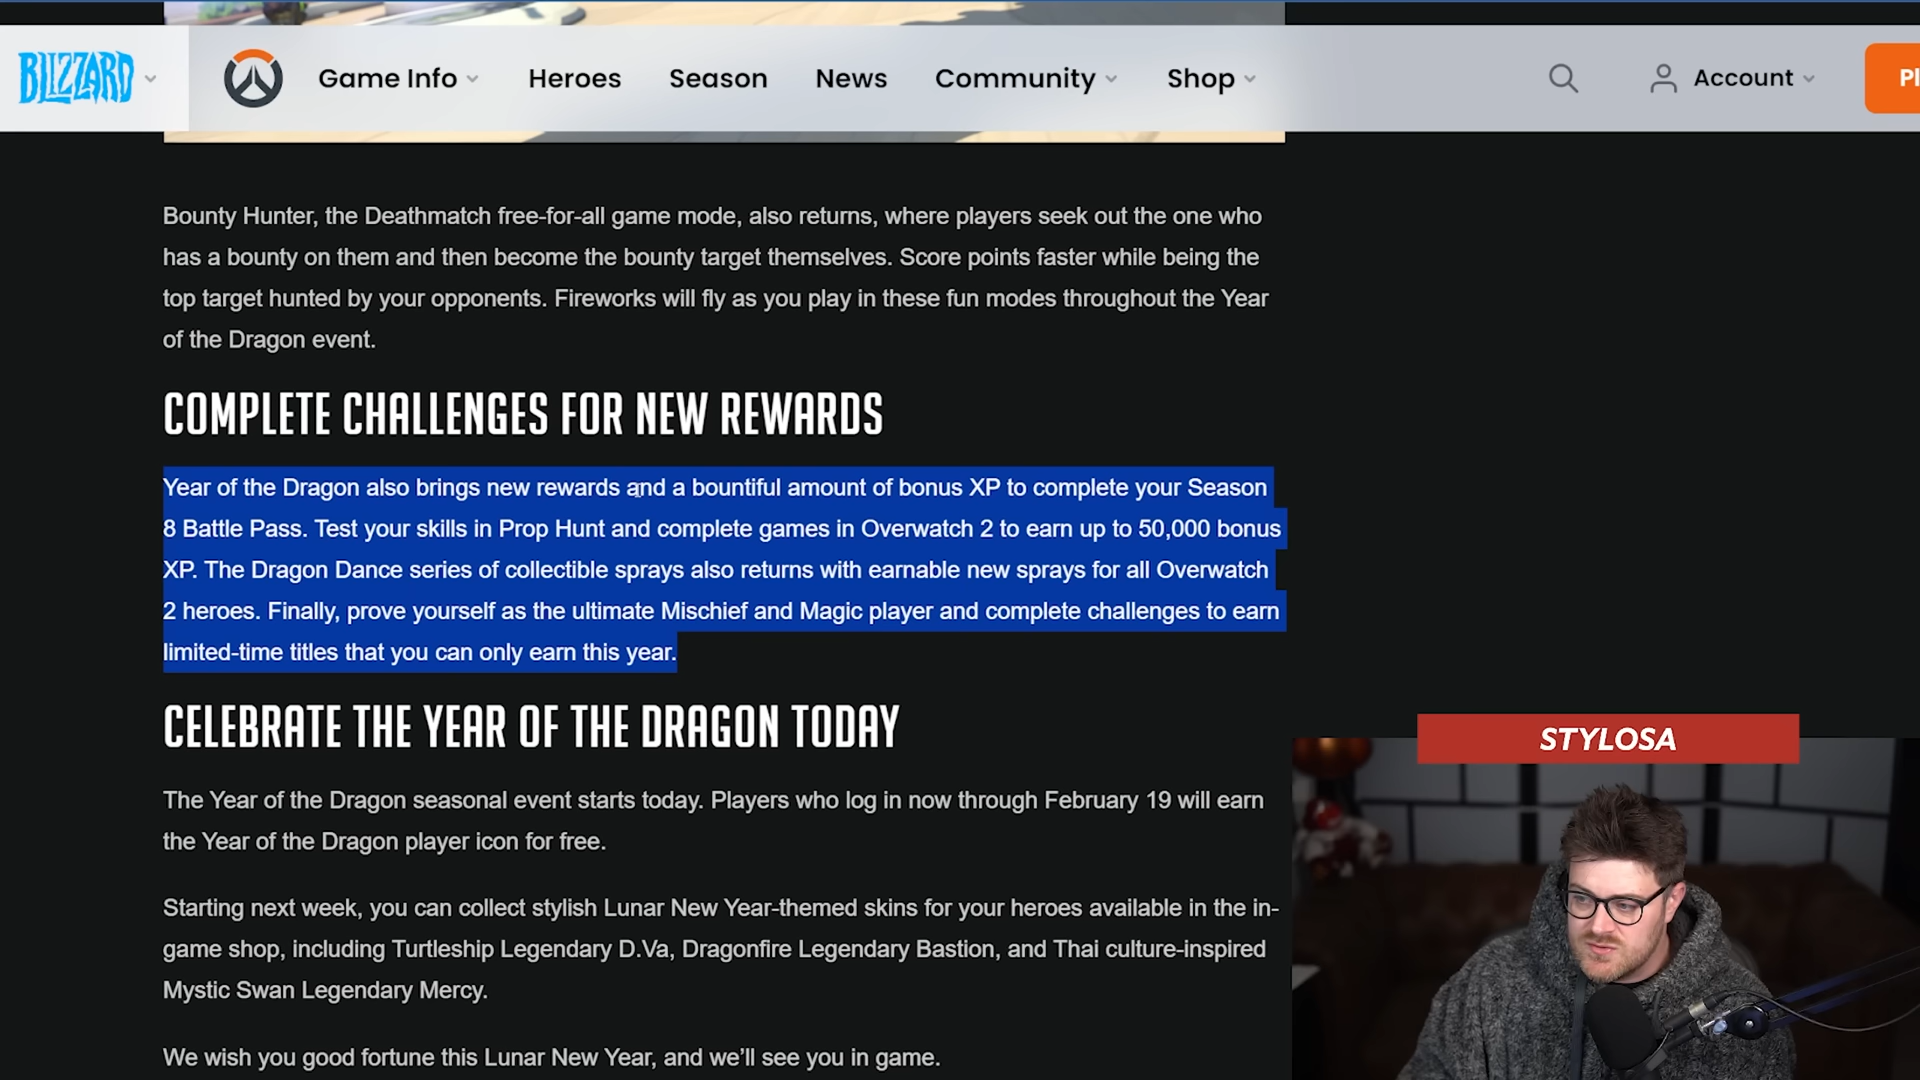 BLIZZARD
Game Info
Heroes
Season
News
Community
Shop
Account
Pl
Bounty Hunter, the Deathmatch free-for-all game mode, also returns, where players seek out the one who
has a bounty on them and then become the bounty target themselves. Score points faster while being the
top target hunted by your opponents. Fireworks will fly as you play in these fun modes throughout the Year
of the Dragon event.
COMPLETE CHALLENGES FOR NEW REWARDS
Year of the Dragon also brings new rewards and a bountiful amount of bonus XP to complete your Season
8 Battle Pass. Test your skills in Prop Hunt and complete games in Overwatch 2 to earn up to 50,000 bonus
XP. The Dragon Dance series of collectible sprays also returns with earnable new sprays for all Overwatch
2 heroes. Finally, prove yourself as the ultimate Mischief and Magic player and complete challenges to earn
limited-time titles that you can only earn this year.
CELEBRATE THE YEAR OF THE DRAGON TODAY
The Year of the Dragon seasonal event starts today. Players who log in now through February 19 will earn
the Year of the Dragon player icon for free.
Starting next week, you can collect stylish Lunar New Year-themed skins for your heroes available in the in-
game shop, including Turtleship Legendary D.Va, Dragonfire Legendary Bastion, and Thai culture-inspired
Mystic Swan Legendary Mercy.
We wish you good fortune this Lunar New Year, and we'll see you in game.
STYLOSA